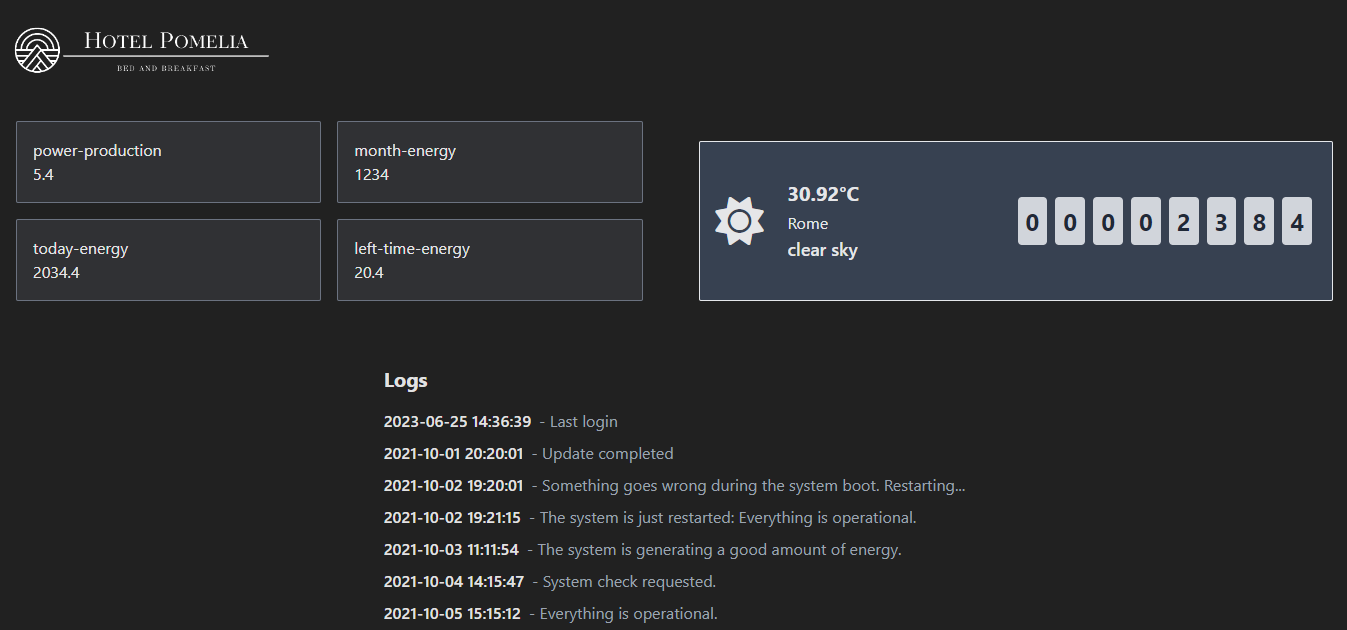 HOTEL POMELIA
BED AND BREAKFAST
power-production
5.4
month-energy
1234
today-energy
2034.4
left-time-energy
20.4
30.92°C
Rome
clear sky
0 0 0 0 2 3 8 4
Logs
2023-06-25 14:36:39 - Last login
2021-10-01 20:20:01 - Update completed
2021-10-02 19:20:01 - Something goes wrong during the system boot. Restarting...
2021-10-02 19:21:15 - The system is just restarted: Everything is operational.
2021-10-03 11:11:54 - The system is generating a good amount of energy.
2021-10-04 14:15:47 - System check requested.
2021-10-05 15:15:12 - Everything is operational.